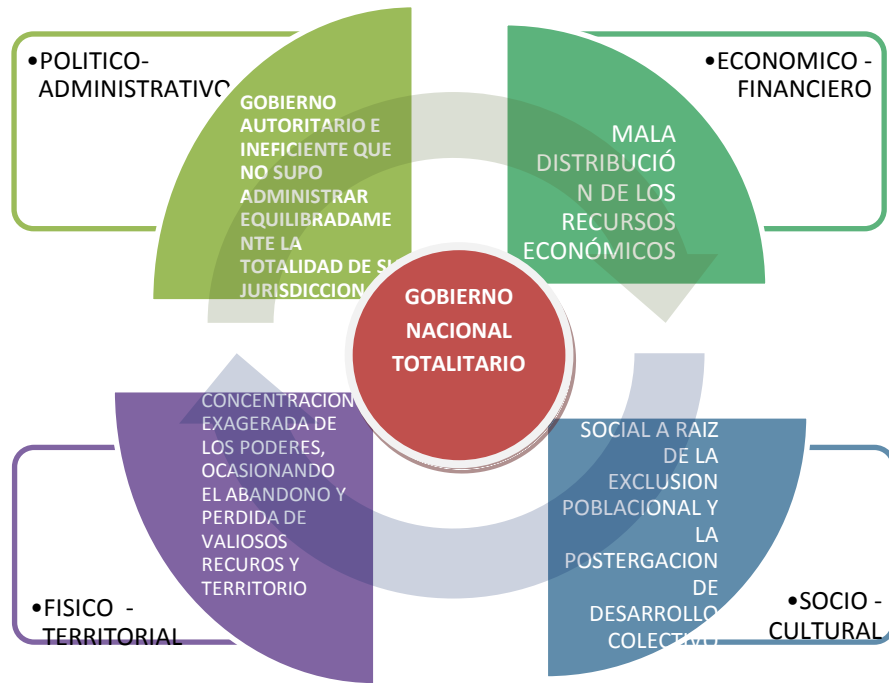 •POLITICO-
ADMINISTRATIVO
GOBIERNO
AUTORITARIO E
INEFICIENTE QUE
NO SUPO
ADMINISTRAR
EQUILIBRADAME
NTE LA
TOTALIDAD DE SU
JURISDICCION
•ECONOMICO -
FINANCIERO
MALA
DISTRIBUCIÓ
N DE LOS
RECURSOS
ECONÓMICOS
GOBIERNO
NACIONAL
TOTALITARIO
CONCENTRACION
EXAGERADA DE
LOS PODERES,
OCASIONANDO
EL ABANDONO Y
PERDIDA DE
VALIOSOS
RECUROS Y
TERRITORIO
•FISICO -
TERRITORIAL
SOCIAL A RAIZ
DE LA
EXCLUSION
POBLACIONAL Y
LA
POSTERGACION
DE
DESARROLLO
COLECTIVO
•SOCIO -
CULTURAL